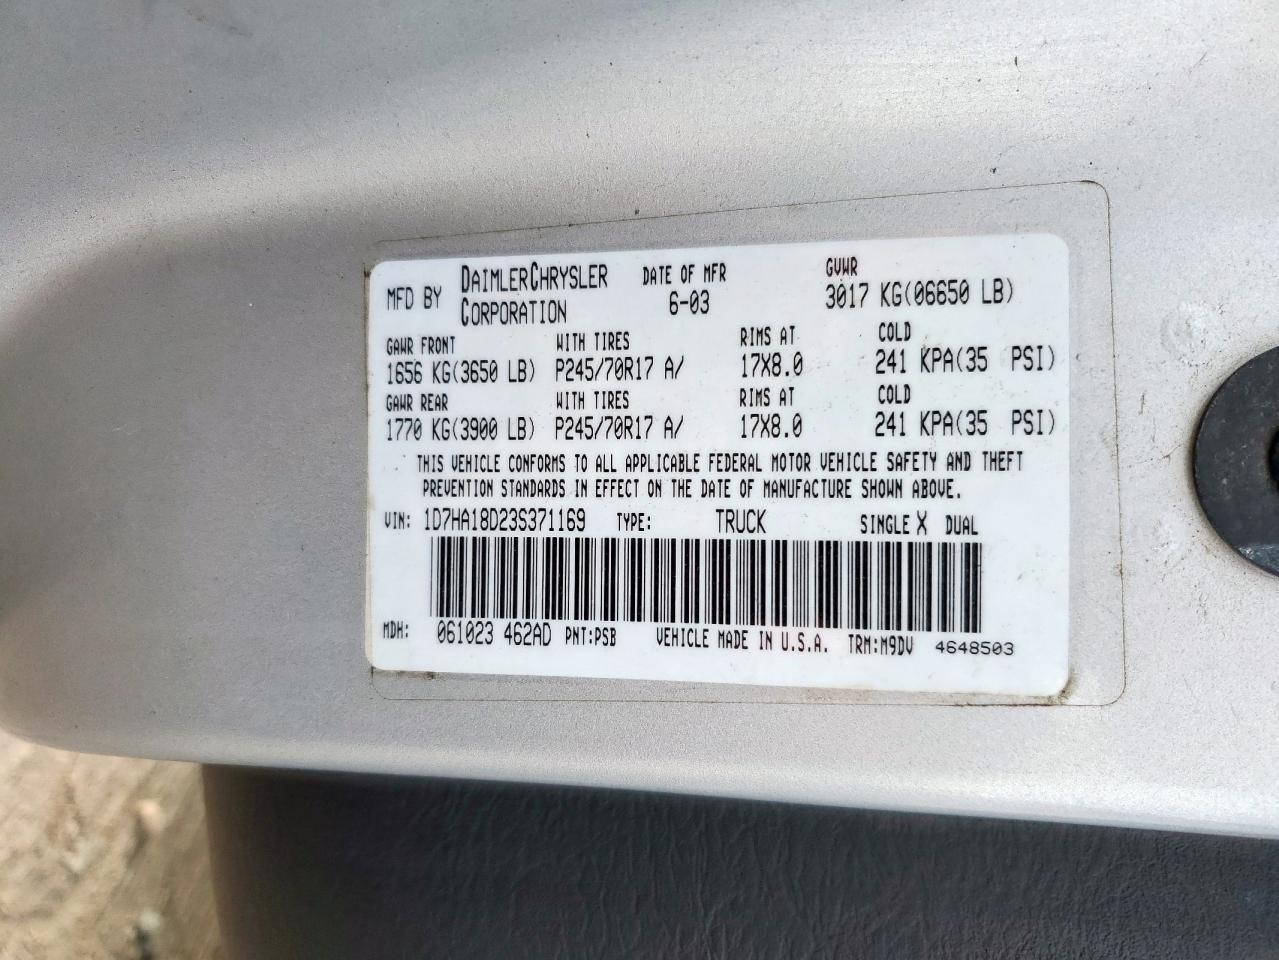 MFD BY DAIMLERCHRYSLER CORPORATION DATE OF MFR 6-03 GVWR 3017 KG(06650 LB)
GAWR FRONT WITH TIRES RIMS AT COLD
1656 KG(3650 LB) P245/70R17 A/ 17X8.0 241 KPA(35 PSI)
GAWR REAR WITH TIRES RIMS AT COLD
1770 KG(3900 LB) P245/70R17 A/ 17X8.0 241 KPA(35 PSI)
THIS VEHICLE CONFORMS TO ALL APPLICABLE FEDERAL MOTOR VEHICLE SAFETY AND THEFT
PREVENTION STANDARDS IN EFFECT ON THE DATE OF MANUFACTURE SHOWN ABOVE.
VIN: 1D7HA18D23S371169 TYPE: TRUCK SINGLE X DUAL
MDH: 061023 462AD PNT:PSB VEHICLE MADE IN U.S.A. TRM:M9DV 4648503